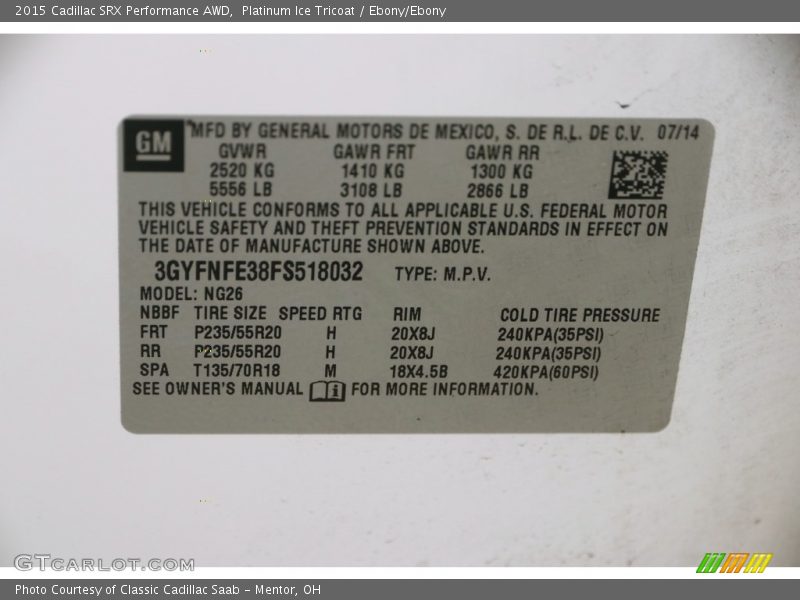 2015 Cadillac SRX Performance AWD,  Platinum Ice Tricoat / Ebony/Ebony
GM
MFD BY GENERAL MOTORS DE MEXICO, S. DE R.L. DE C.V. 07/14
GVWR GAWR FRT GAWR RR
2520 KG 1410 KG 1300 KG
5556 LB 3108 LB 2866 LB
THIS VEHICLE CONFORMS TO ALL APPLICABLE U.S. FEDERAL MOTOR
VEHICLE SAFETY AND THEFT PREVENTION STANDARDS IN EFFECT ON
THE DATE OF MANUFACTURE SHOWN ABOVE.
3GYFNFE38FS518032 TYPE: M.P.V.
MODEL: NG26
NBBF TIRE SIZE SPEED RTG RIM COLD TIRE PRESSURE
FRT P235/55R20 H 20X8J 240KPA(35PSI)
RR P235/55R20 H 20X8J 240KPA(35PSI)
SPA T135/70R18 M 18X4.5B 420KPA(60PSI)
SEE OWNER'S MANUAL FOR MORE INFORMATION.
GTCARLOT.COM
Photo Courtesy of Classic Cadillac Saab - Mentor, OH